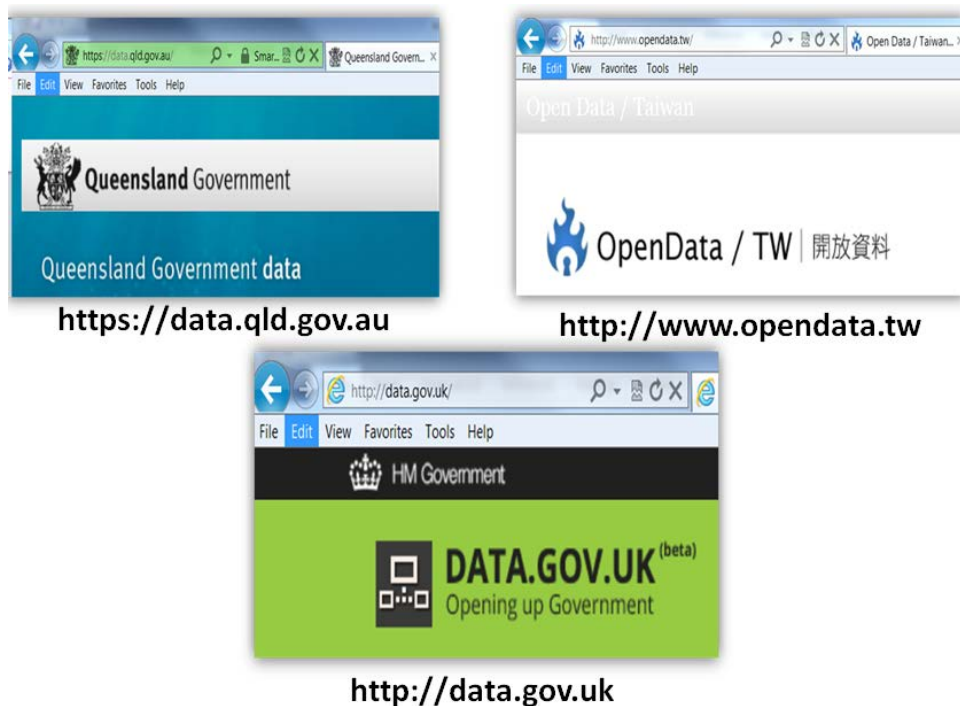 https://data.qld.gov.au/ Smar... Queensland Govern...
File Edit View Favorites Tools Help
Queensland Government
Queensland Government data
https://data.qld.gov.au
http://www.opendata.tw/ Open Data / Taiwan...
File Edit View Favorites Tools Help
Open Data / Taiwan
OpenData / TW | 開放資料
http://www.opendata.tw
http://data.gov.uk/
File Edit View Favorites Tools Help
HM Government
DATA.GOV.UK (beta)
Opening up Government
http://data.gov.uk